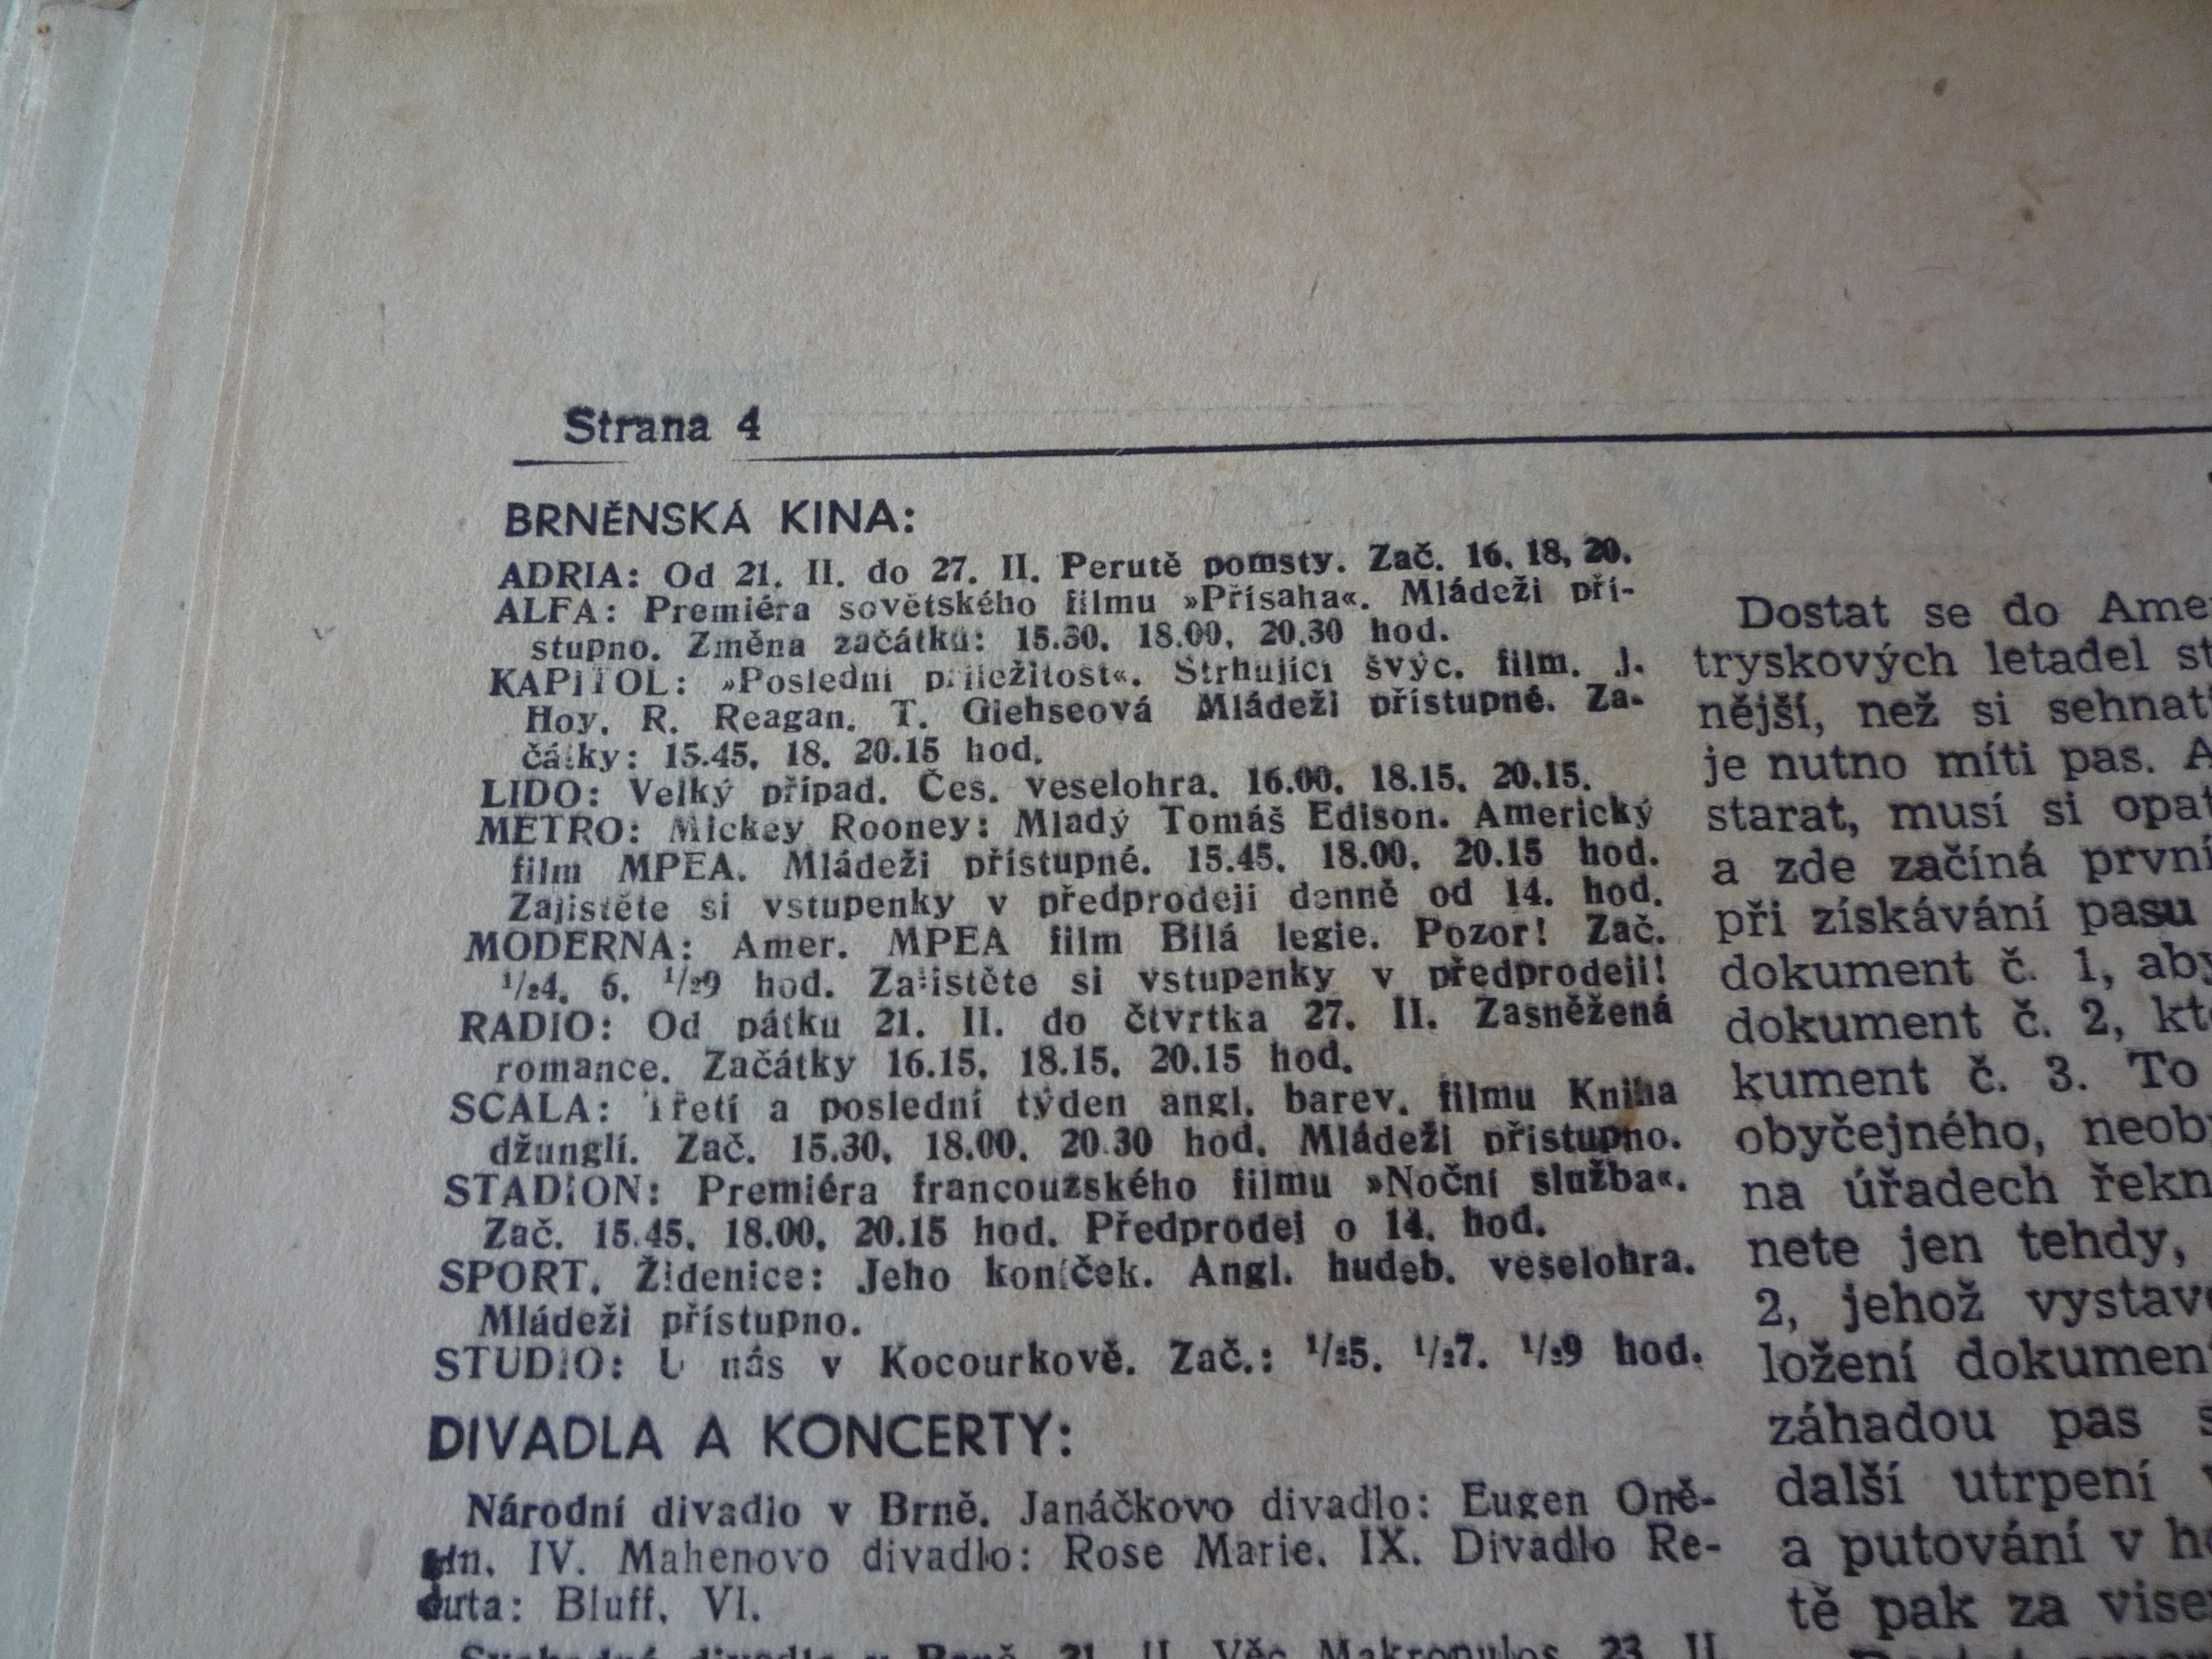 Strana 4
BRNĚNSKÁ KINA:
ADRIA: Od 21. II. do 27. II. Perutě pomsty. Zač. 16, 18, 20.
ALFA: Premiéra sovětského filmu »Přísaha«. Mládeži pří-
stupno. Změna začátků: 15.30, 18.00, 20.30 hod.
KAPITOL: »Poslední příležitost«. Strhující švýc. film. J.
Hoy, R. Reagan, T. Giehseová Mládeži přístupné. Za-
čátky: 15.45, 18, 20.15 hod.
LIDO: Velký případ. Čes. veselohra. 16.00, 18.15, 20.15.
METRO: Mickey Rooney: Mladý Tomáš Edison. Americký
film MPEA. Mládeži přístupné. 15.45, 18.00, 20.15 hod.
Zajistěte si vstupenky v předprodeji denně od 14. hod.
MODERNA: Amer. MPEA film Bílá legie. Pozor! Zač.
1/24, 6, 1/29 hod. Zajistěte si vstupenky v předprodeji!
RADIO: Od pátku 21. II. do čtvrtka 27. II. Zasněžená
romance. Začátky 16.15, 18.15, 20.15 hod.
SCALA: Třetí a poslední týden angl. barev. filmu Kniha
džunglí. Zač. 15.30, 18.00, 20.30 hod. Mládeži přístupno.
STADION: Premiéra francouzského filmu »Noční služba«.
Zač. 15.45, 18.00, 20.15 hod. Předprodej o 14. hod.
SPORT, Židenice: Jeho koníček. Angl. hudeb. veselohra.
Mládeži přístupno.
STUDIO: U nás v Kocourkově. Zač.: 1/25, 1/27, 1/29 hod.
DIVADLA A KONCERTY:
Národní divadlo v Brně. Janáčkovo divadlo: Eugen Oně-
gin. IV. Mahenovo divadlo: Rose Marie. IX. Divadlo Re-
duta: Bluff. VI.
Svobodné divadlo v Brně. 21. II. Věc Makropulos 23. II.
Dostat se do Ame
tryskových letadel st
nější, než si sehnat
je nutno míti pas. A
starat, musí si opat
a zde začíná první
při získávání pasu
dokument č. 1, aby
dokument č. 2, kt
kument č. 3. To
obyčejného, neob
na úřadech řekn
nete jen tehdy,
2, jehož vystav
ložení dokumen
záhadou pas s
další utrpení v
a putování v h
tě pak za vise